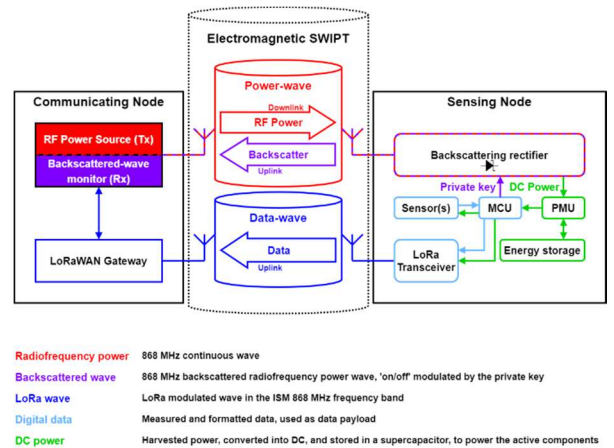 Electromagnetic SWIPT
Communicating Node
Power-wave
Sensing Node
Downlink
RF Power
Backscatter
Uplink
RF Power Source (Tx)
Backscattered-wave
monitor (Rx)
Backscattering rectifier
Private key
DC Power
Data-wave
Sensor(s)
MCU
PMU
LoRaWAN Gateway
Data
Uplink
LoRa
Transceiver
Energy storage
Radiofrequency power 868 MHz continuous wave
Backscattered wave 868 MHz backscattered radiofrequency power wave, 'on/off' modulated by the private key
LoRa wave LoRa modulated wave in the ISM 868 MHz frequency band
Digital data Measured and formatted data, used as data payload
DC power Harvested power, converted into DC, and stored in a supercapacitor, to power the active components